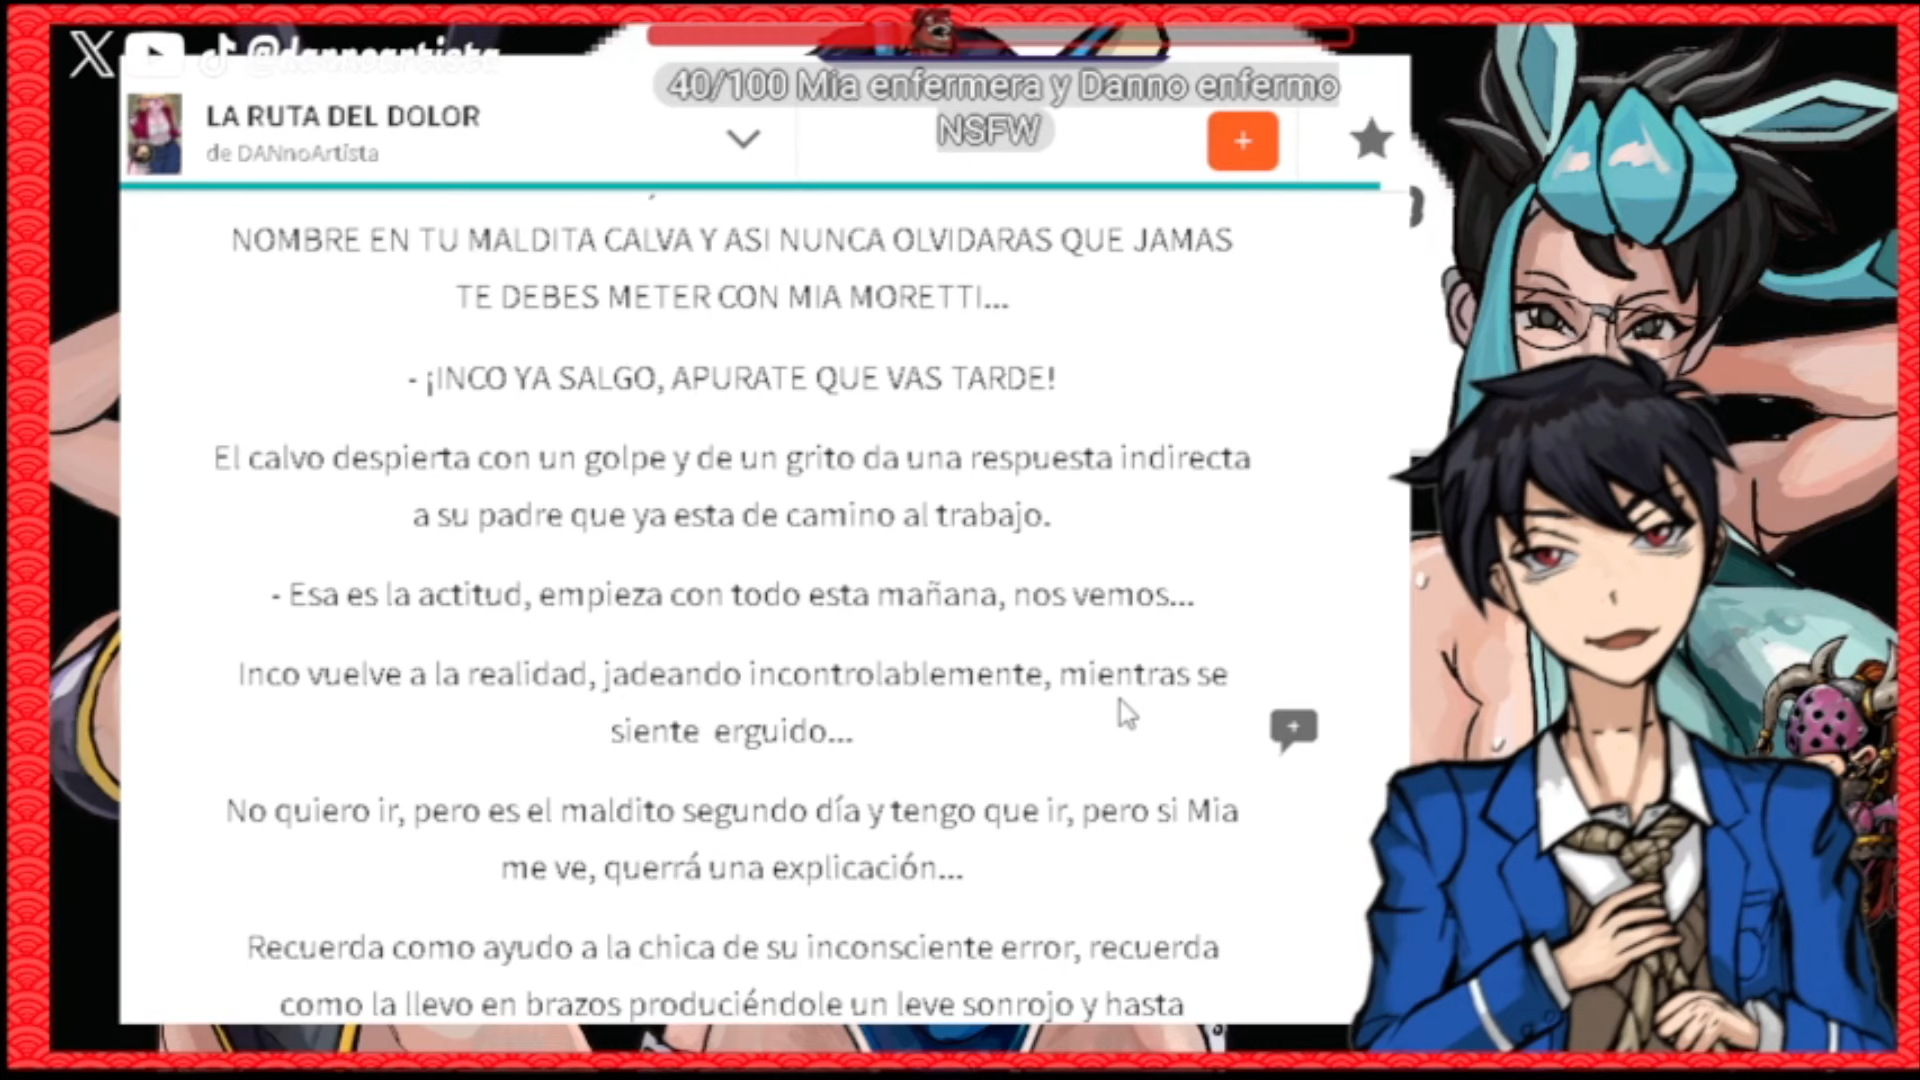 @dannoartista
40/100 Mia enfermera y Danno enfermo
NSFW
LA RUTA DEL DOLOR
de DANnoArtista
NOMBRE EN TU MALDITA CALVA Y ASI NUNCA OLVIDARAS QUE JAMAS
TE DEBES METER CON MIA MORETTI...
- ¡INCO YA SALGO, APURATE QUE VAS TARDE!
El calvo despierta con un golpe y de un grito da una respuesta indirecta
a su padre que ya esta de camino al trabajo.
- Esa es la actitud, empieza con todo esta mañana, nos vemos...
Inco vuelve a la realidad, jadeando incontrolablemente, mientras se
siente erguido...
No quiero ir, pero es el maldito segundo día y tengo que ir, pero si Mia
me ve, querrá una explicación...
Recuerda como ayudo a la chica de su inconsciente error, recuerda
como la llevo en brazos produciéndole un leve sonrojo y hasta